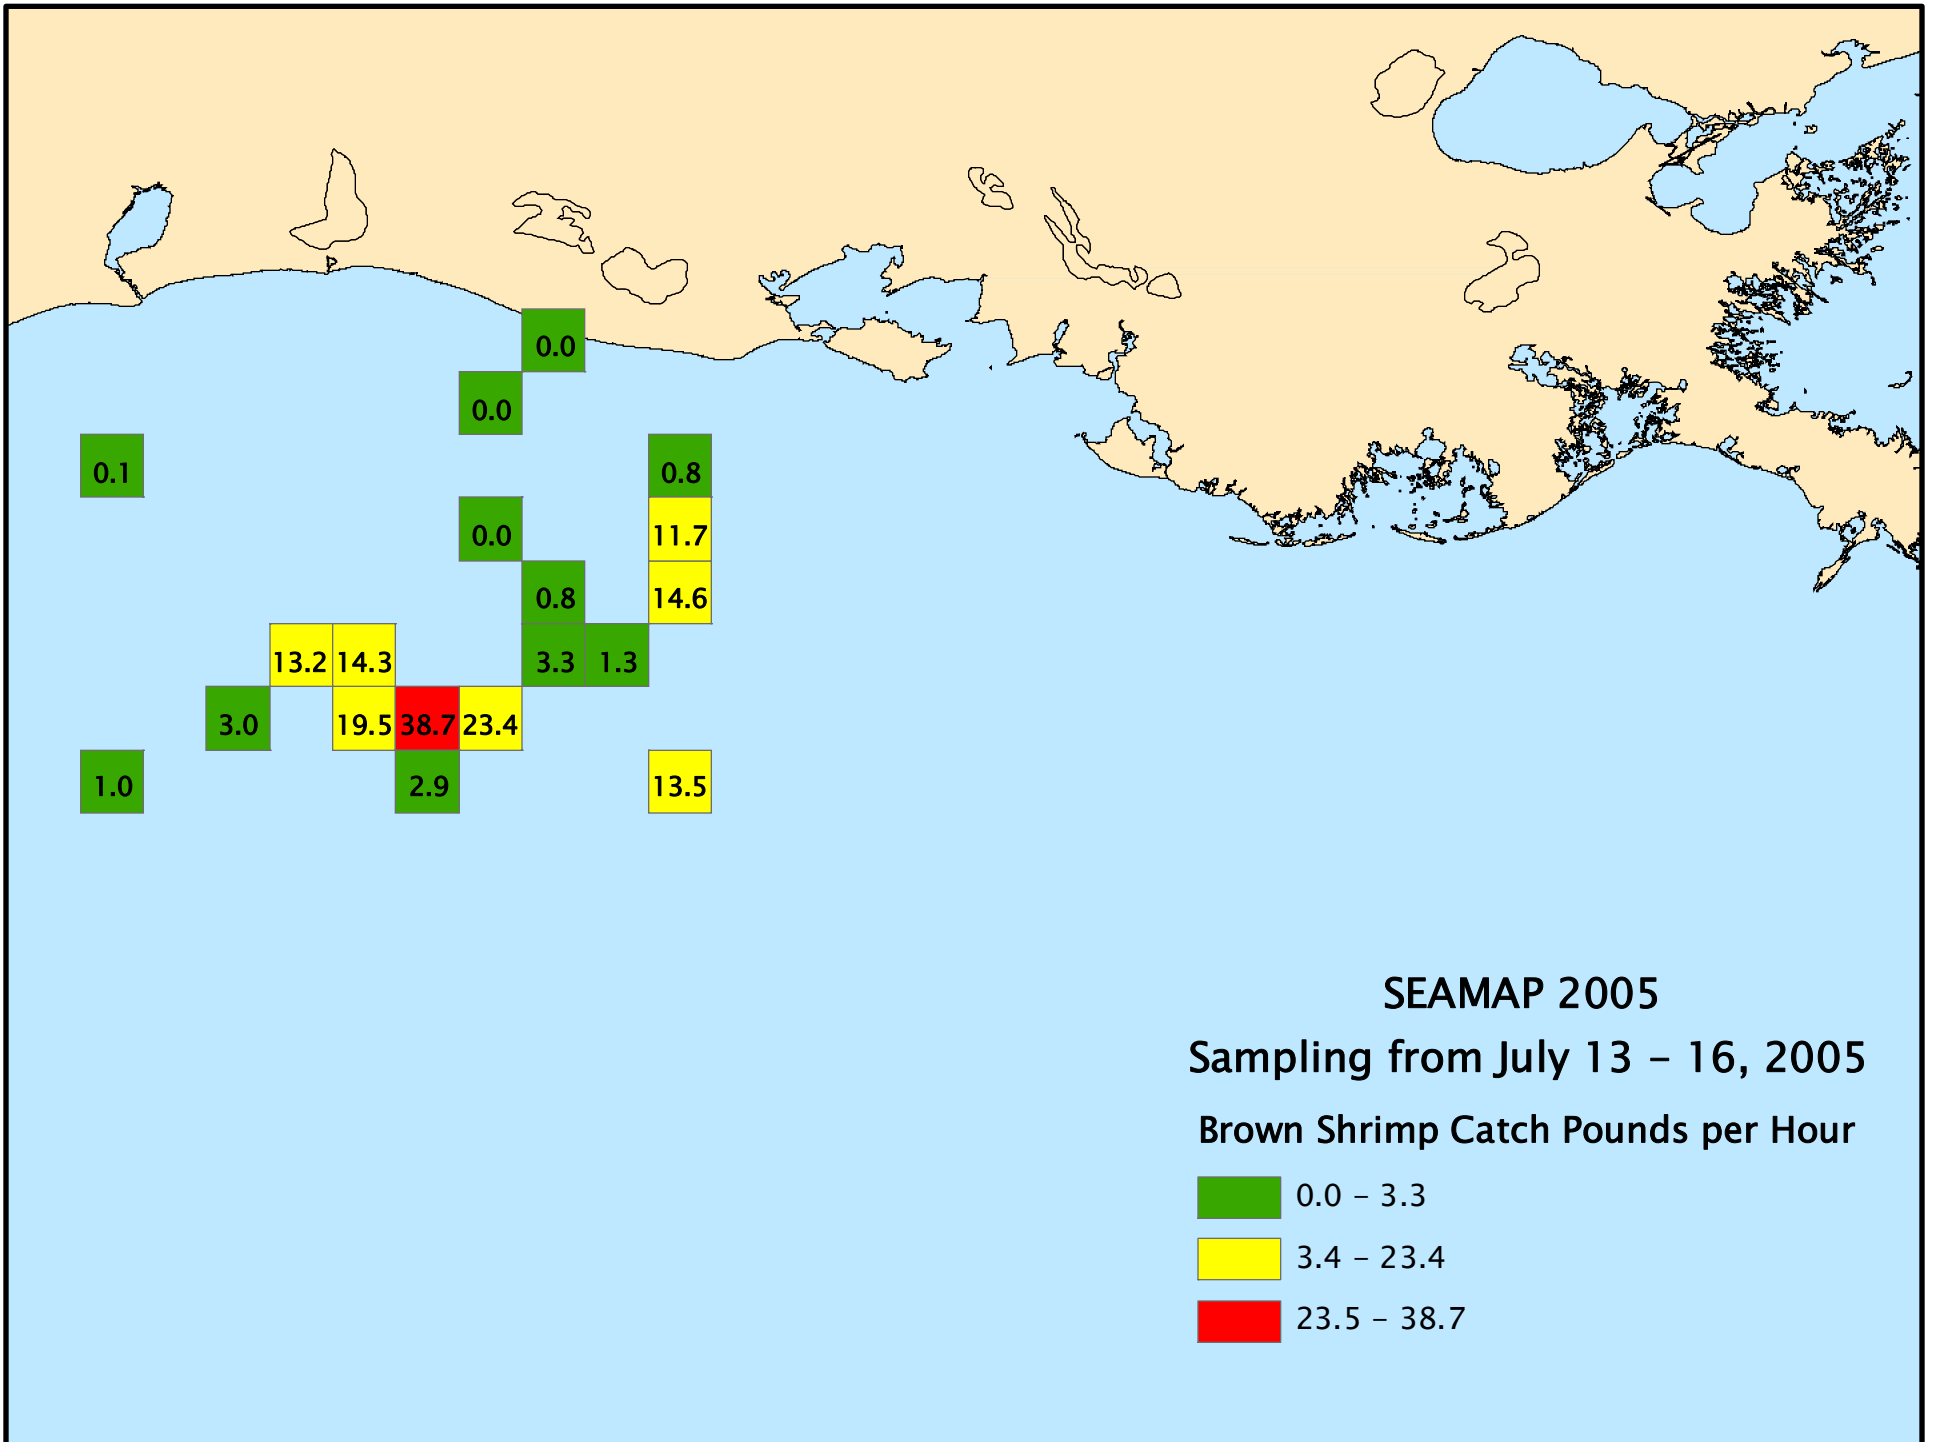 0.0
0.0
0.1 0.8
0.0 11.7
0.8 14.6
13.2 14.3 3.3 1.3
3.0 19.5 38.7 23.4
1.0 2.9 13.5
SEAMAP 2005
Sampling from July 13 – 16, 2005
Brown Shrimp Catch Pounds per Hour
0.0 – 3.3
3.4 – 23.4
23.5 – 38.7